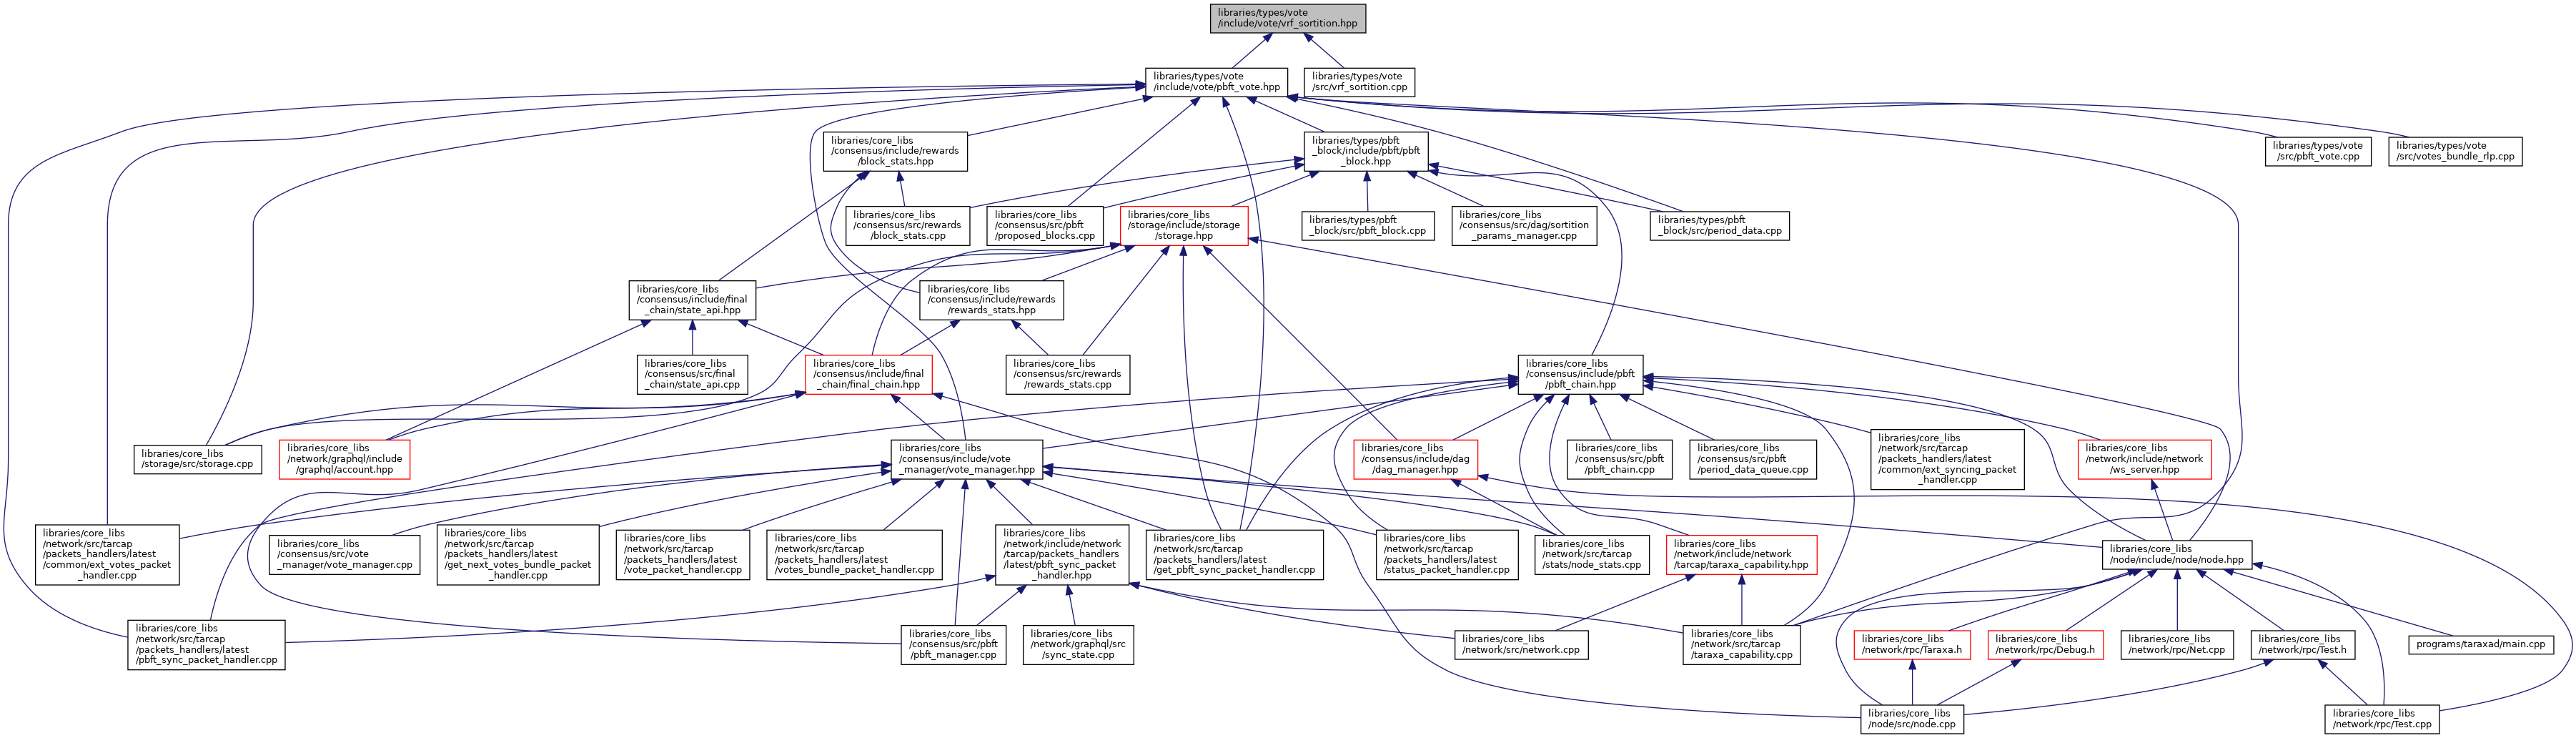 libraries/types/vote
/include/vote/vrf_sortition.hpp
libraries/types/vote
/include/vote/pbft_vote.hpp
libraries/types/vote
/src/vrf_sortition.cpp
libraries/core_libs
/consensus/include/rewards
/block_stats.hpp
libraries/types/pbft
_block/include/pbft/pbft
_block.hpp
libraries/types/vote
/src/pbft_vote.cpp
libraries/types/vote
/src/votes_bundle_rlp.cpp
libraries/core_libs
/consensus/src/rewards
/block_stats.cpp
libraries/core_libs
/consensus/src/pbft
/proposed_blocks.cpp
libraries/core_libs
/storage/include/storage
/storage.hpp
libraries/types/pbft
_block/src/pbft_block.cpp
libraries/core_libs
/consensus/src/dag/sortition
_params_manager.cpp
libraries/types/pbft
_block/src/period_data.cpp
libraries/core_libs
/consensus/include/final
_chain/state_api.hpp
libraries/core_libs
/consensus/include/rewards
/rewards_stats.hpp
libraries/core_libs
/consensus/src/final
_chain/state_api.cpp
libraries/core_libs
/consensus/include/final
_chain/final_chain.hpp
libraries/core_libs
/consensus/src/rewards
/rewards_stats.cpp
libraries/core_libs
/consensus/include/pbft
/pbft_chain.hpp
libraries/core_libs
/storage/src/storage.cpp
libraries/core_libs
/network/graphql/include
/graphql/account.hpp
libraries/core_libs
/consensus/include/vote
_manager/vote_manager.hpp
libraries/core_libs
/consensus/include/dag
/dag_manager.hpp
libraries/core_libs
/consensus/src/pbft
/pbft_chain.cpp
libraries/core_libs
/consensus/src/pbft
/period_data_queue.cpp
libraries/core_libs
/network/src/tarcap
/packets_handlers/latest
/common/ext_syncing_packet
_handler.cpp
libraries/core_libs
/network/include/network
/ws_server.hpp
libraries/core_libs
/network/src/tarcap
/packets_handlers/latest
/common/ext_votes_packet
_handler.cpp
libraries/core_libs
/consensus/src/vote
_manager/vote_manager.cpp
libraries/core_libs
/network/src/tarcap
/packets_handlers/latest
/get_next_votes_bundle_packet
_handler.cpp
libraries/core_libs
/network/src/tarcap
/packets_handlers/latest
/vote_packet_handler.cpp
libraries/core_libs
/network/src/tarcap
/packets_handlers/latest
/votes_bundle_packet_handler.cpp
libraries/core_libs
/network/include/network
/tarcap/packets_handlers
/latest/pbft_sync_packet
_handler.hpp
libraries/core_libs
/network/src/tarcap
/packets_handlers/latest
/get_pbft_sync_packet_handler.cpp
libraries/core_libs
/network/src/tarcap
/packets_handlers/latest
/status_packet_handler.cpp
libraries/core_libs
/network/src/tarcap
/stats/node_stats.cpp
libraries/core_libs
/network/include/network
/tarcap/taraxa_capability.hpp
libraries/core_libs
/node/include/node/node.hpp
libraries/core_libs
/network/src/tarcap
/packets_handlers/latest
/pbft_sync_packet_handler.cpp
libraries/core_libs
/consensus/src/pbft
/pbft_manager.cpp
libraries/core_libs
/network/graphql/src
/sync_state.cpp
libraries/core_libs
/network/src/network.cpp
libraries/core_libs
/network/src/tarcap
/taraxa_capability.cpp
libraries/core_libs
/network/rpc/Taraxa.h
libraries/core_libs
/network/rpc/Debug.h
libraries/core_libs
/network/rpc/Net.cpp
libraries/core_libs
/network/rpc/Test.h
programs/taraxad/main.cpp
libraries/core_libs
/node/src/node.cpp
libraries/core_libs
/network/rpc/Test.cpp